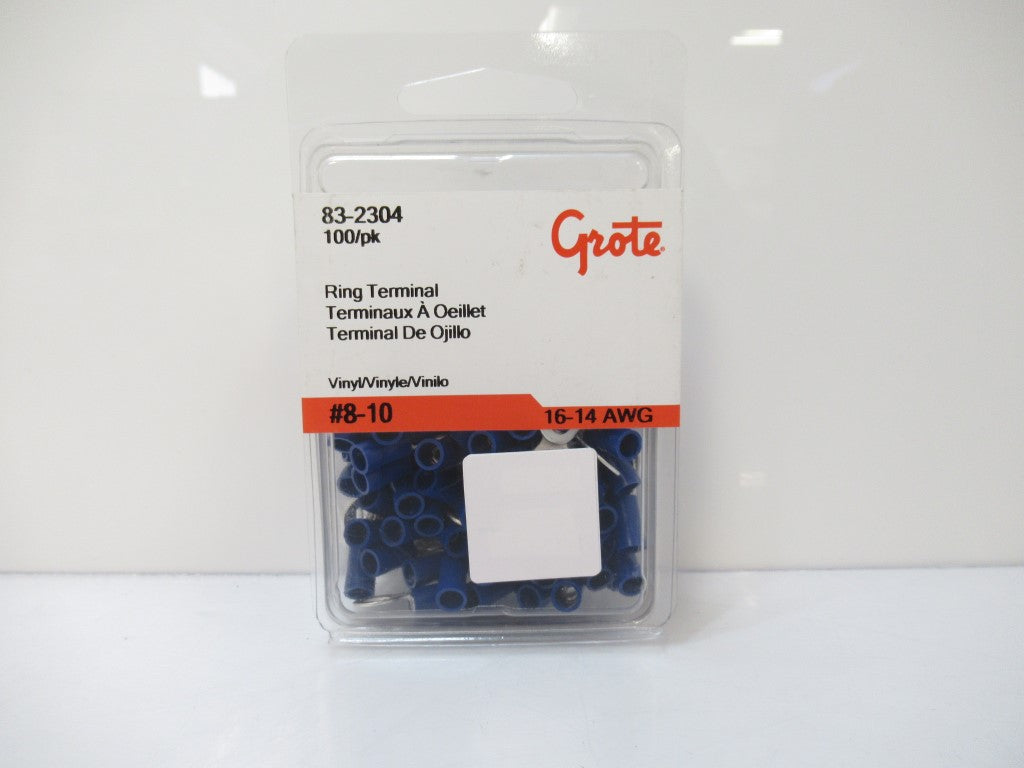 83-2304
100/pk
Grote
Ring Terminal
Terminaux À Oeillet
Terminal De Ojillo
Vinyl/Vinyle/Vinilo
#8-10
16-14 AWG